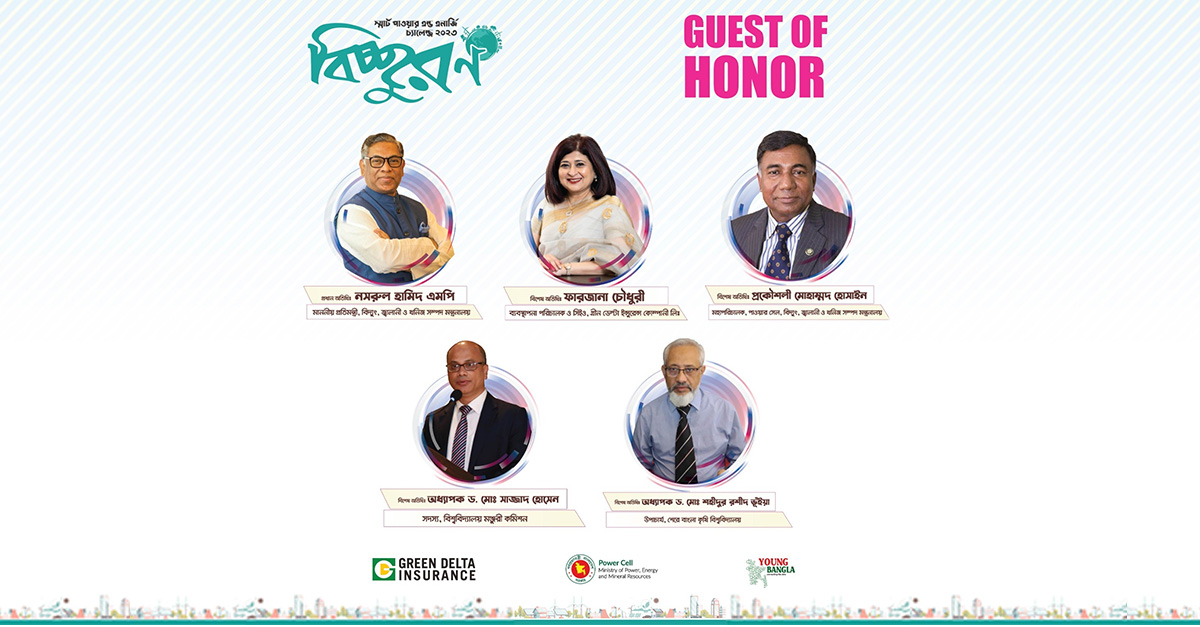 স্মার্ট পাওয়ার এন্ড এনার্জি
চ্যালেঞ্জ ২০২৩
বিচ্ছুরণ
GUEST OF
HONOR
প্রধান অতিথিঃ নসরুল হামিদ এমপি
মাননীয় প্রতিমন্ত্রী, বিদ্যুৎ, জ্বালানী ও খনিজ সম্পদ মন্ত্রনালয়
বিশেষ অতিথিঃ ফারজানা চৌধুরী
ব্যবস্থাপনা পরিচালক ও সিইও, গ্রীন ডেল্টা ইন্সুরেন্স কোম্পানী লিঃ
বিশেষ অতিথিঃ প্রকৌশলী মোহাম্মদ হোসাইন
মহাপরিচালক, পাওয়ার সেল, বিদ্যুৎ, জ্বালানী ও খনিজ সম্পদ মন্ত্রনালয়
বিশেষ অতিথিঃ অধ্যাপক ড. মোঃ সাজ্জাদ হোসেন
সদস্য, বিশ্ববিদ্যালয় মঞ্জুরী কমিশন
বিশেষ অতিথিঃ অধ্যাপক ড. মোঃ শহীদুর রশীদ ভূঁইয়া
উপাচার্য, শেরে বাংলা কৃষি বিশ্ববিদ্যালয়
GREEN DELTA
INSURANCE
Power Cell
Ministry of Power, Energy
and Mineral Resources
YOUNG
BANGLA